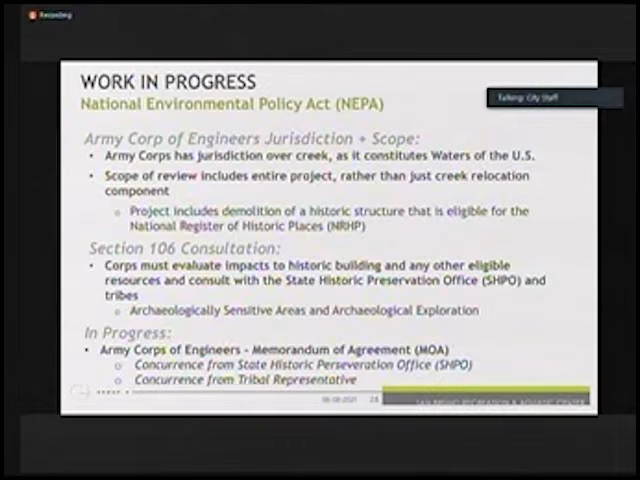 Recording
WORK IN PROGRESS
National Environmental Policy Act (NEPA)
Talking: City Staff
Army Corp of Engineers Jurisdiction + Scope:
• Army Corps has jurisdiction over creek, as it constitutes Waters of the U.S.
• Scope of review includes entire project, rather than just creek relocation
component
o Project includes demolition of a historic structure that is eligible for the
National Register of Historic Places (NRHP)
Section 106 Consultation:
• Corps must evaluate impacts to historic building and any other eligible
resources and consult with the State Historic Preservation Office (SHPO) and
tribes
o Archaeologically Sensitive Areas and Archaeological Exploration
In Progress:
• Army Corps of Engineers - Memorandum of Agreement (MOA)
o Concurrence from State Historic Perseveration Office (SHPO)
o Concurrence from Tribal Representative
RECREATION & AQUATIC CENTER